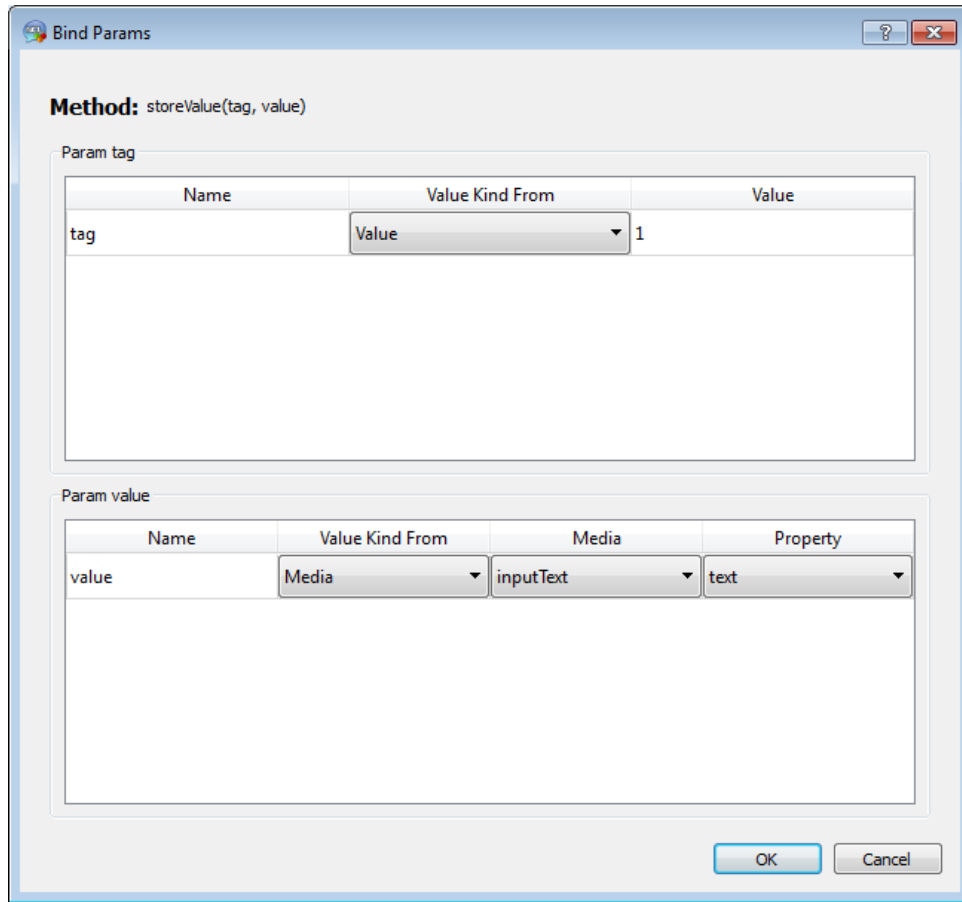 Bind Params
Method: storeValue(tag, value)
Param tag
Name Value Kind From Value
tag Value 1
Param value
Name Value Kind From Media Property
value Media inputText text
OK Cancel